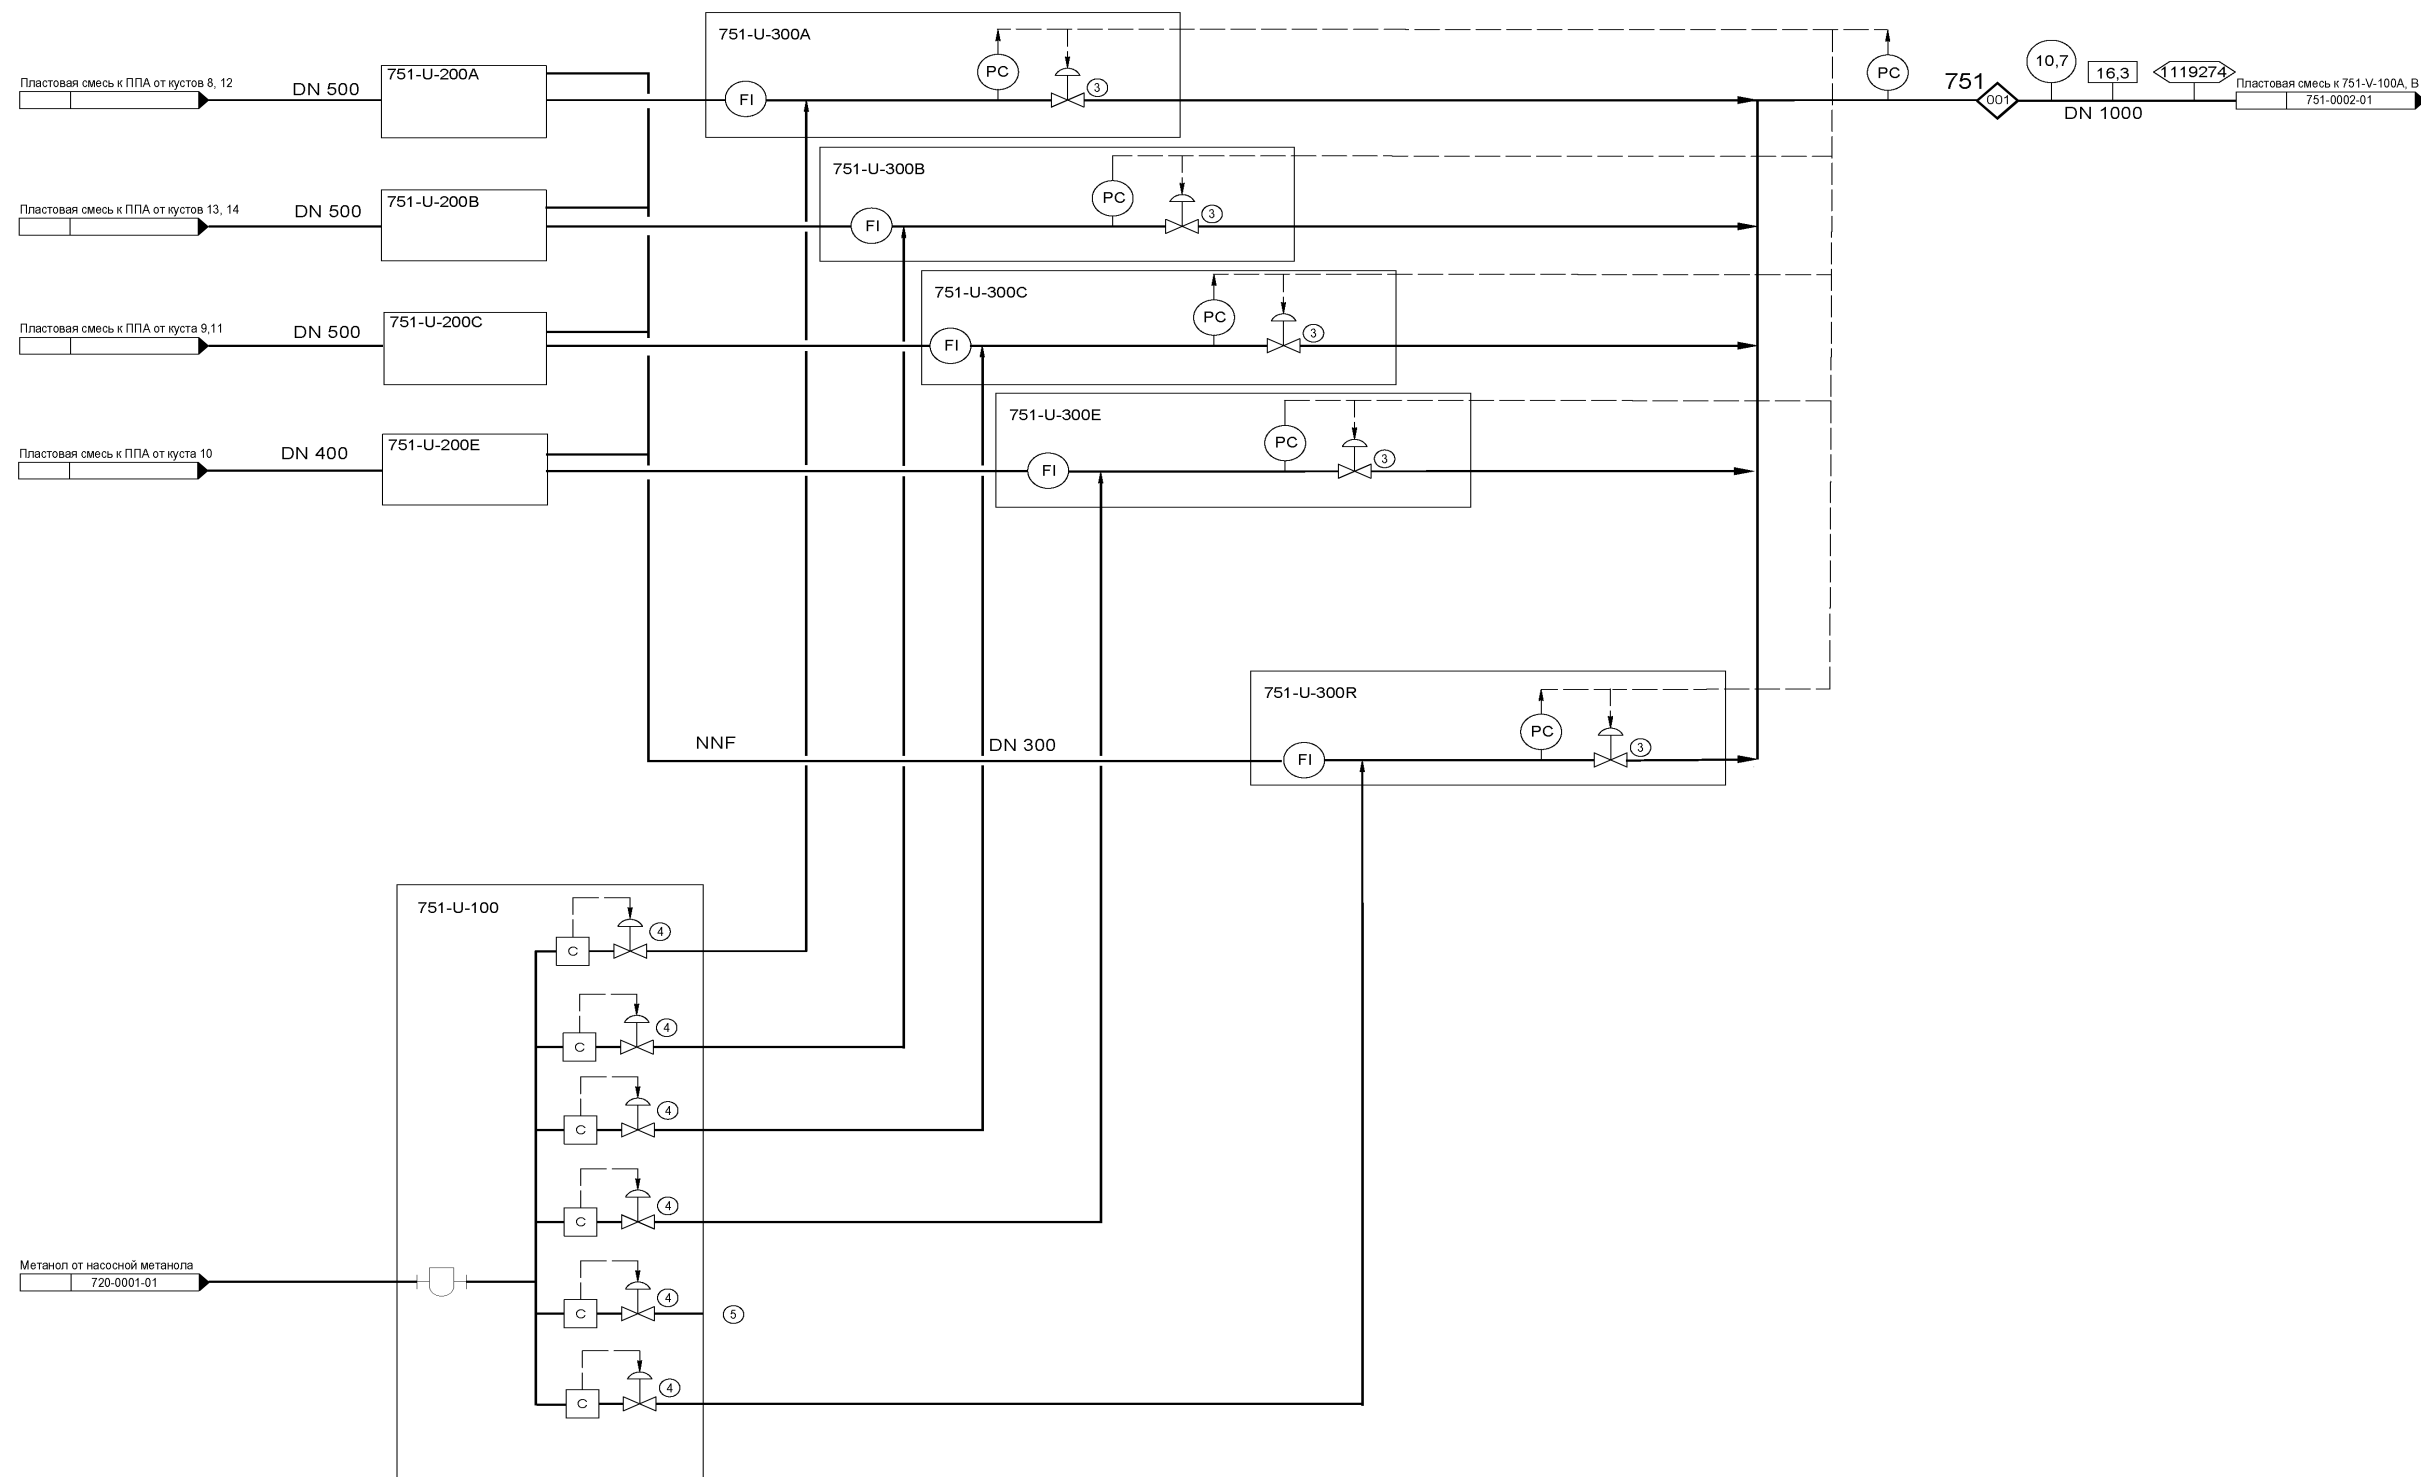 751-U-300A
PC
3
FI
PC
751
001
10,7
16,3
1119274
DN 1000
Пластовая смесь к 751-V-100A, B
751-0002-01
Пластовая смесь к ППА от кустов 8, 12
DN 500
751-U-200A
751-U-300B
PC
3
FI
Пластовая смесь к ППА от кустов 13, 14
DN 500
751-U-200B
751-U-300C
PC
3
FI
Пластовая смесь к ППА от куста 9,11
DN 500
751-U-200C
751-U-300E
PC
3
FI
Пластовая смесь к ППА от куста 10
DN 400
751-U-200E
751-U-300R
PC
3
FI
NNF
DN 300
751-U-100
C
4
C
4
C
4
C
4
Метанол от насосной метанола
720-0001-01
C
4
5
C
4